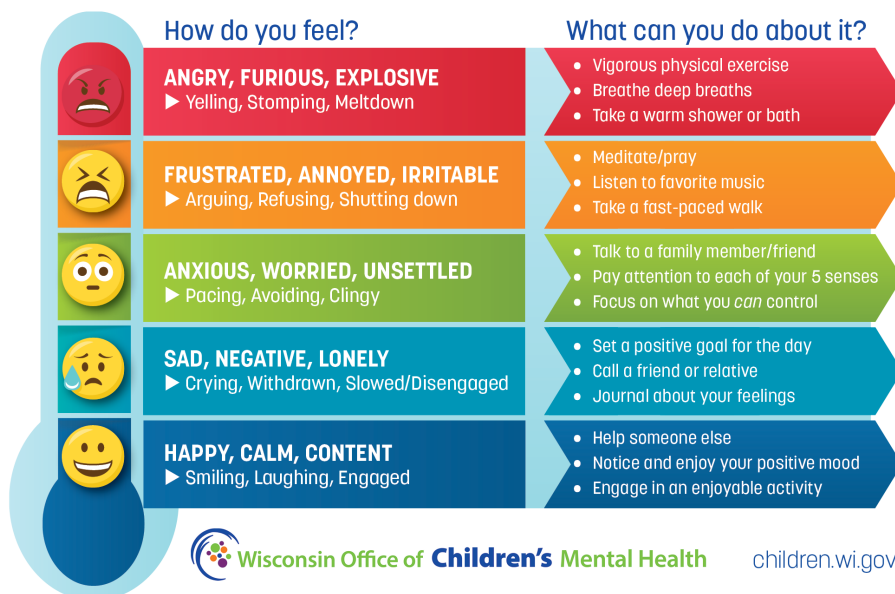 How do you feel?
What can you do about it?
ANGRY, FURIOUS, EXPLOSIVE
▶ Yelling, Stomping, Meltdown
• Vigorous physical exercise
• Breathe deep breaths
• Take a warm shower or bath
FRUSTRATED, ANNOYED, IRRITABLE
▶ Arguing, Refusing, Shutting down
• Meditate/pray
• Listen to favorite music
• Take a fast-paced walk
ANXIOUS, WORRIED, UNSETTLED
▶ Pacing, Avoiding, Clingy
• Talk to a family member/friend
• Pay attention to each of your 5 senses
• Focus on what you can control
SAD, NEGATIVE, LONELY
▶ Crying, Withdrawn, Slowed/Disengaged
• Set a positive goal for the day
• Call a friend or relative
• Journal about your feelings
HAPPY, CALM, CONTENT
▶ Smiling, Laughing, Engaged
• Help someone else
• Notice and enjoy your positive mood
• Engage in an enjoyable activity
Wisconsin Office of Children's Mental Health
children.wi.gov